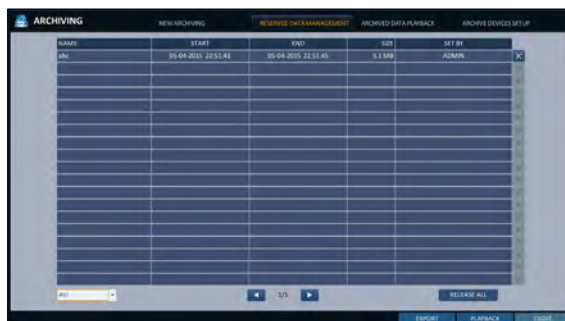 ARCHIVING NEW ARCHIVING RESERVED DATA MANAGEMENT ARCHIVED DATA PLAYBACK ARCHIVE DEVICES SETUP
NAME START END SIZE SET BY
abc 05-04-2015 22:51:43 05-04-2015 22:51:45 3.1 MB ADMIN X
1/1 RELEASE ALL
EXPORT PLAYBACK CLOSE